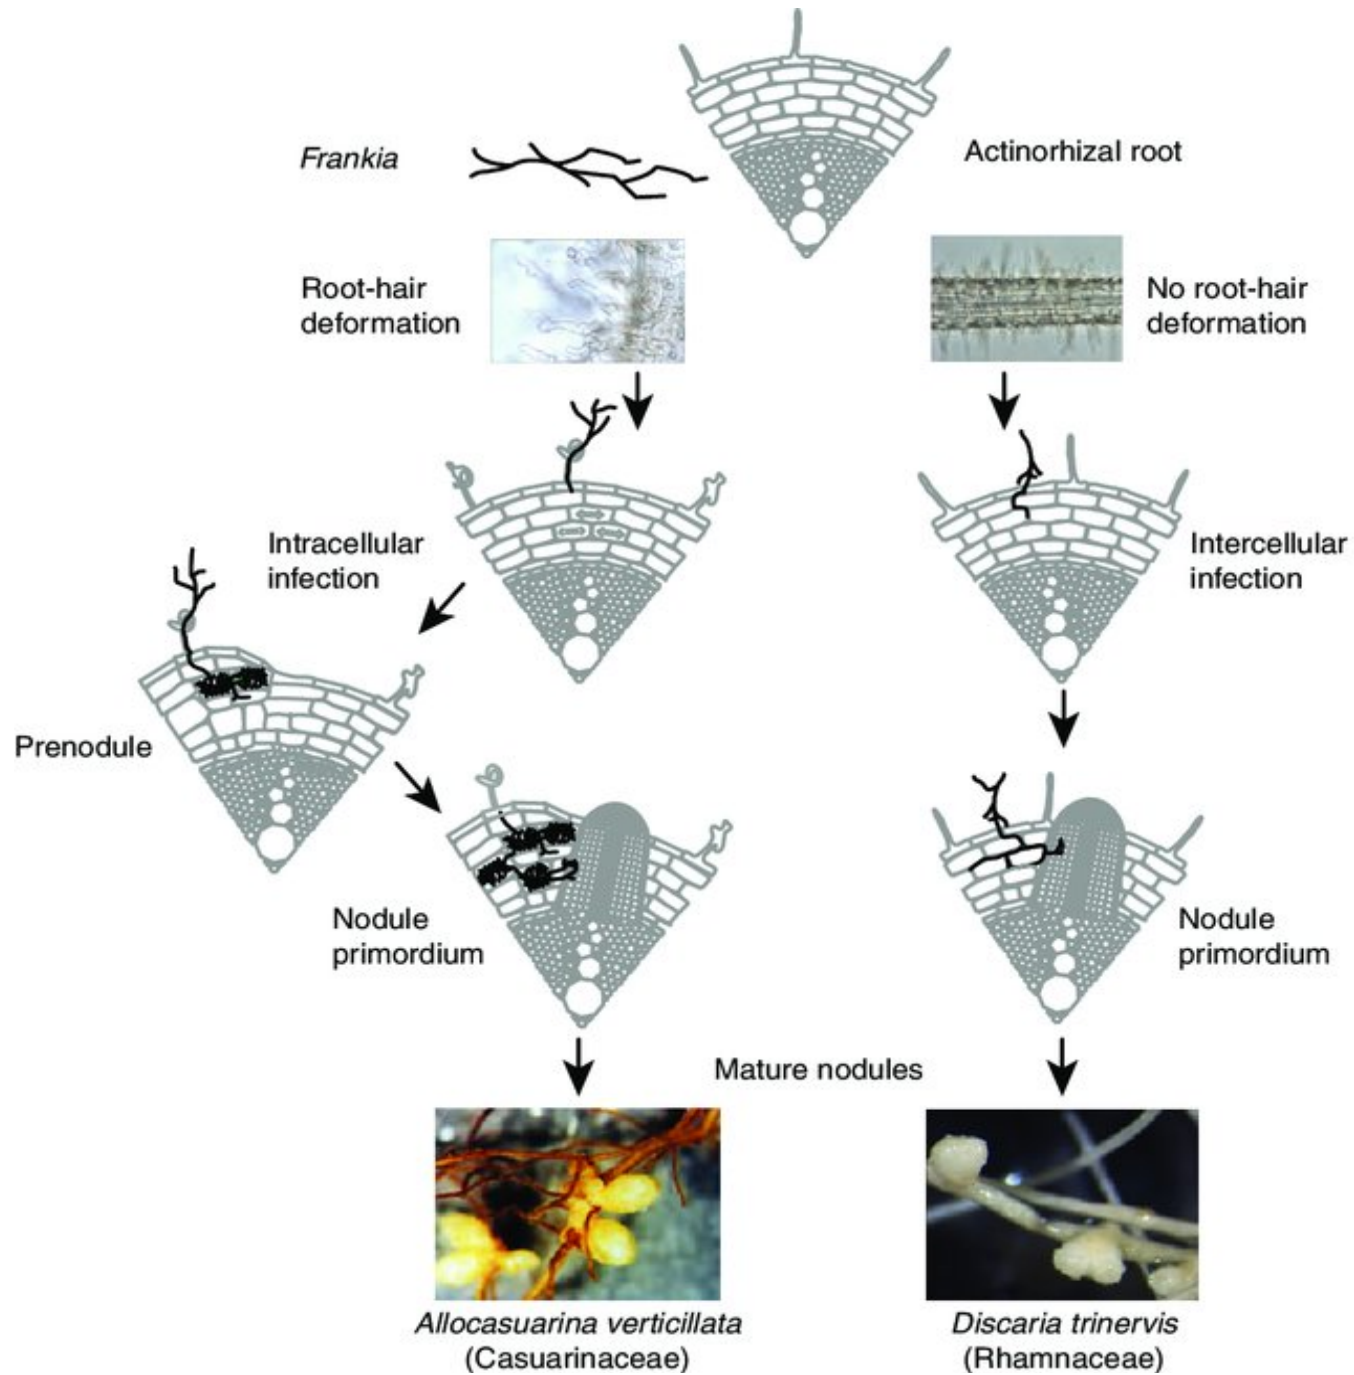 Frankia
Actinorhizal root
Root-hair
deformation
No root-hair
deformation
Intracellular
infection
Intercellular
infection
Prenodule
Nodule
primordium
Nodule
primordium
Mature nodules
Allocasuarina verticillata
(Casuarinaceae)
Discaria trinervis
(Rhamnaceae)